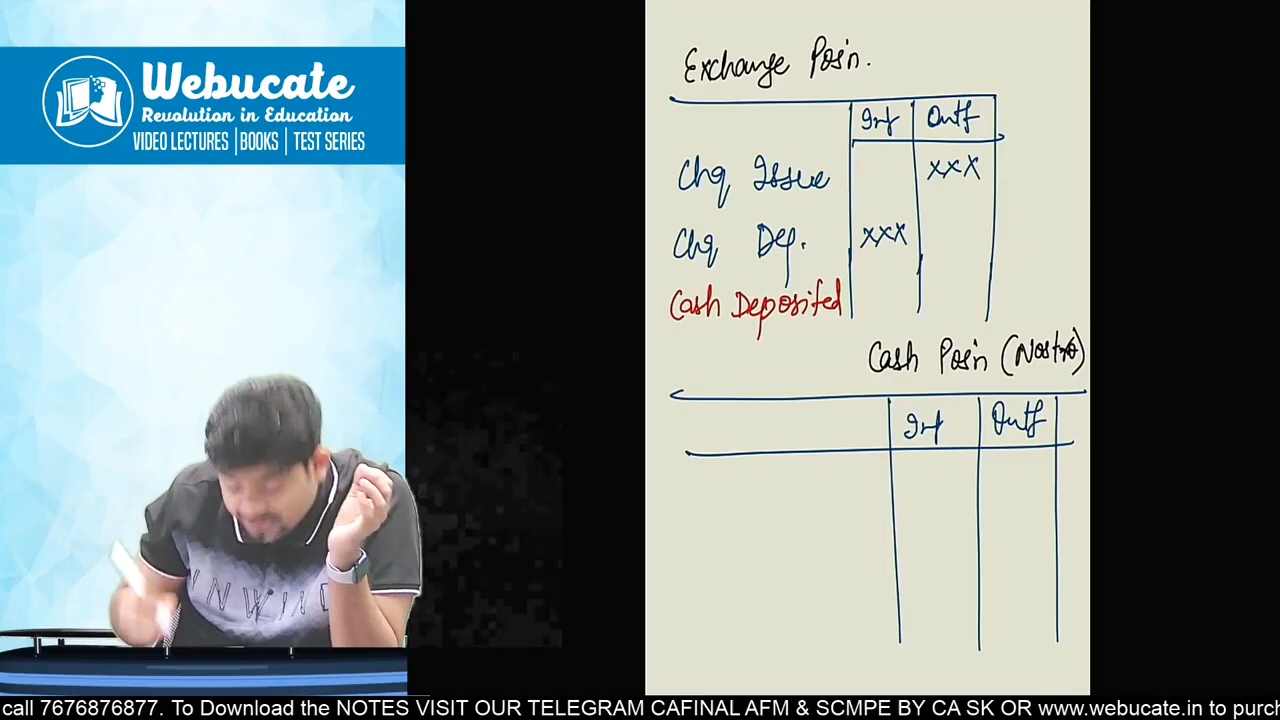 Webucate
Revolution in Education
VIDEO LECTURES | BOOKS | TEST SERIES
Exchange Pos'n.
Inf Outf
Chq Issue xxx
Chq Dep. xxx
Cash Deposited
Cash Pos'n (Nostro)
Inf Outf
call 7676876877. To Download the NOTES VISIT OUR TELEGRAM CAFINAL AFM & SCMPE BY CA SK OR www.webucate.in to purch